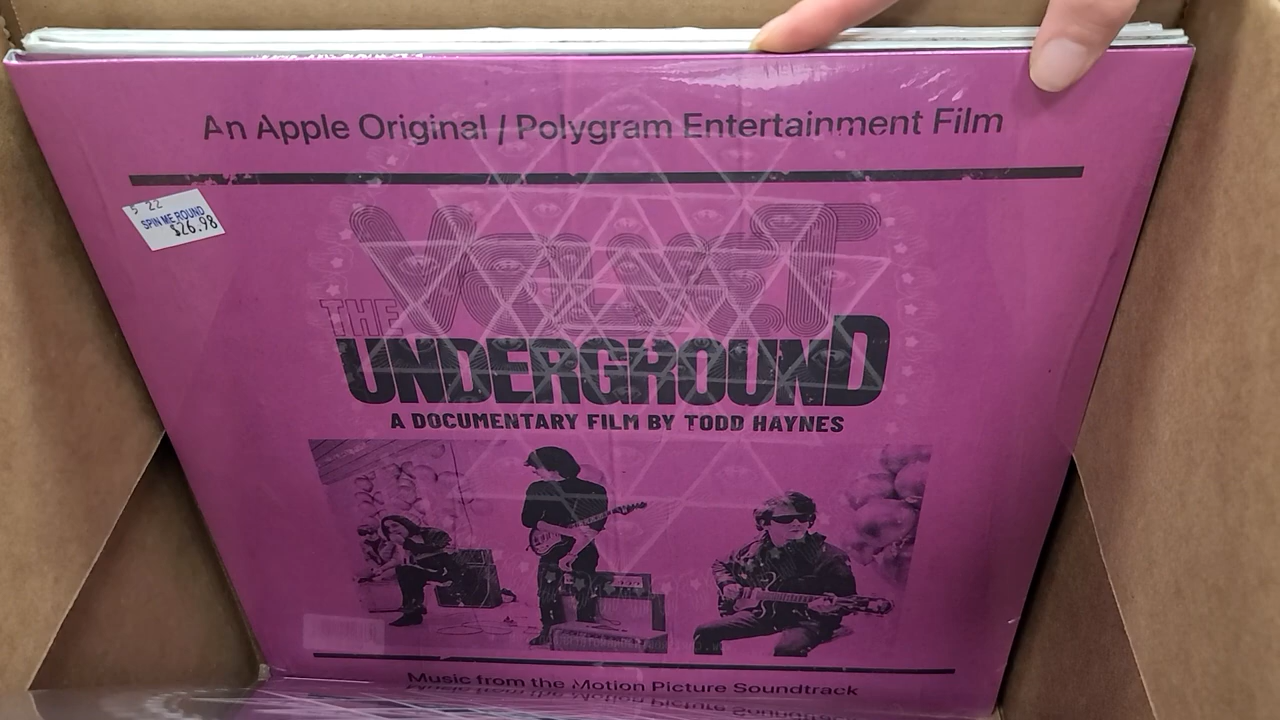 An Apple Original / Polygram Entertainment Film
5 22
SPIN ME ROUND
$26.98
VELVET
THE
UNDERGROUND
A DOCUMENTARY FILM BY TODD HAYNES
Music from the Motion Picture Soundtrack